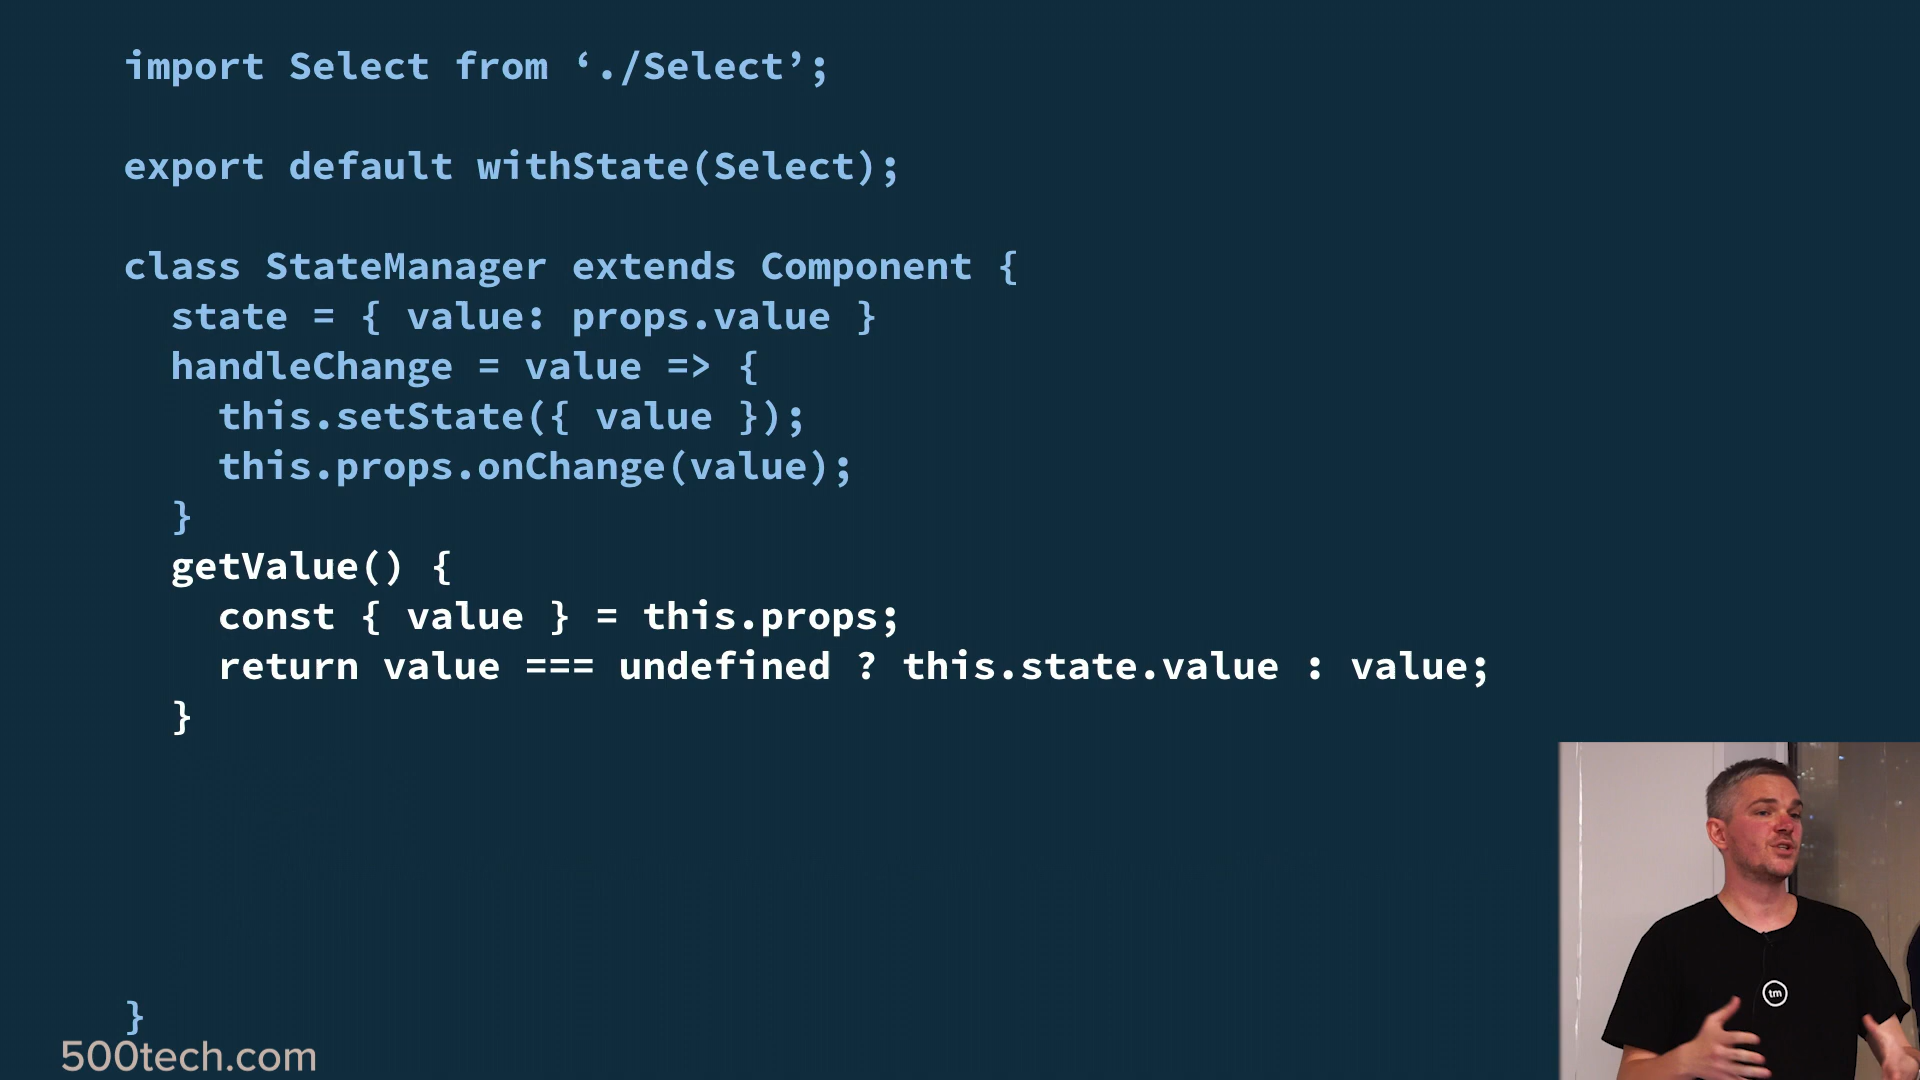 import Select from ‘./Select’;
export default withState(Select);
class StateManager extends Component {
state = { value: props.value }
handleChange = value => {
this.setState({ value });
this.props.onChange(value);
}
getValue() {
const { value } = this.props;
return value === undefined ? this.state.value : value;
}
}
500tech.com
tm